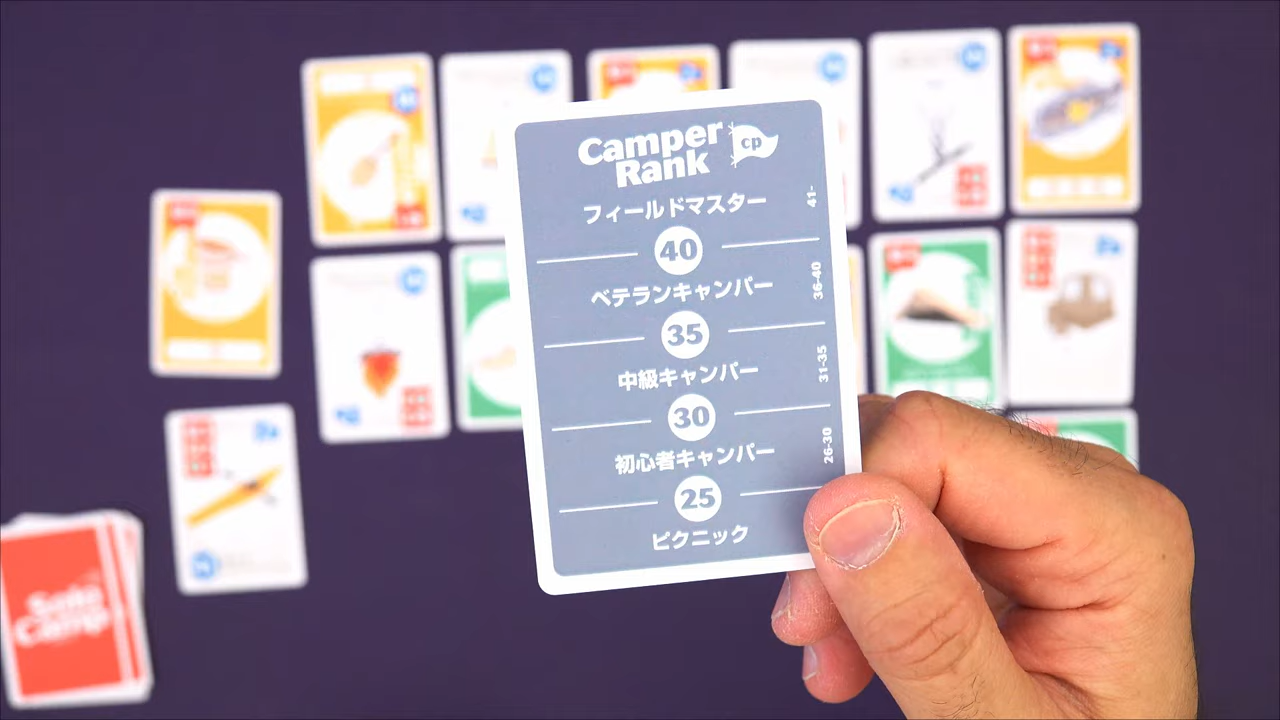 Camper
Rank
cp
フィールドマスター
41-
40
ベテランキャンパー
36-40
35
中級キャンパー
31-35
30
初心者キャンパー
26-30
25
ピクニック
Solo
Camp